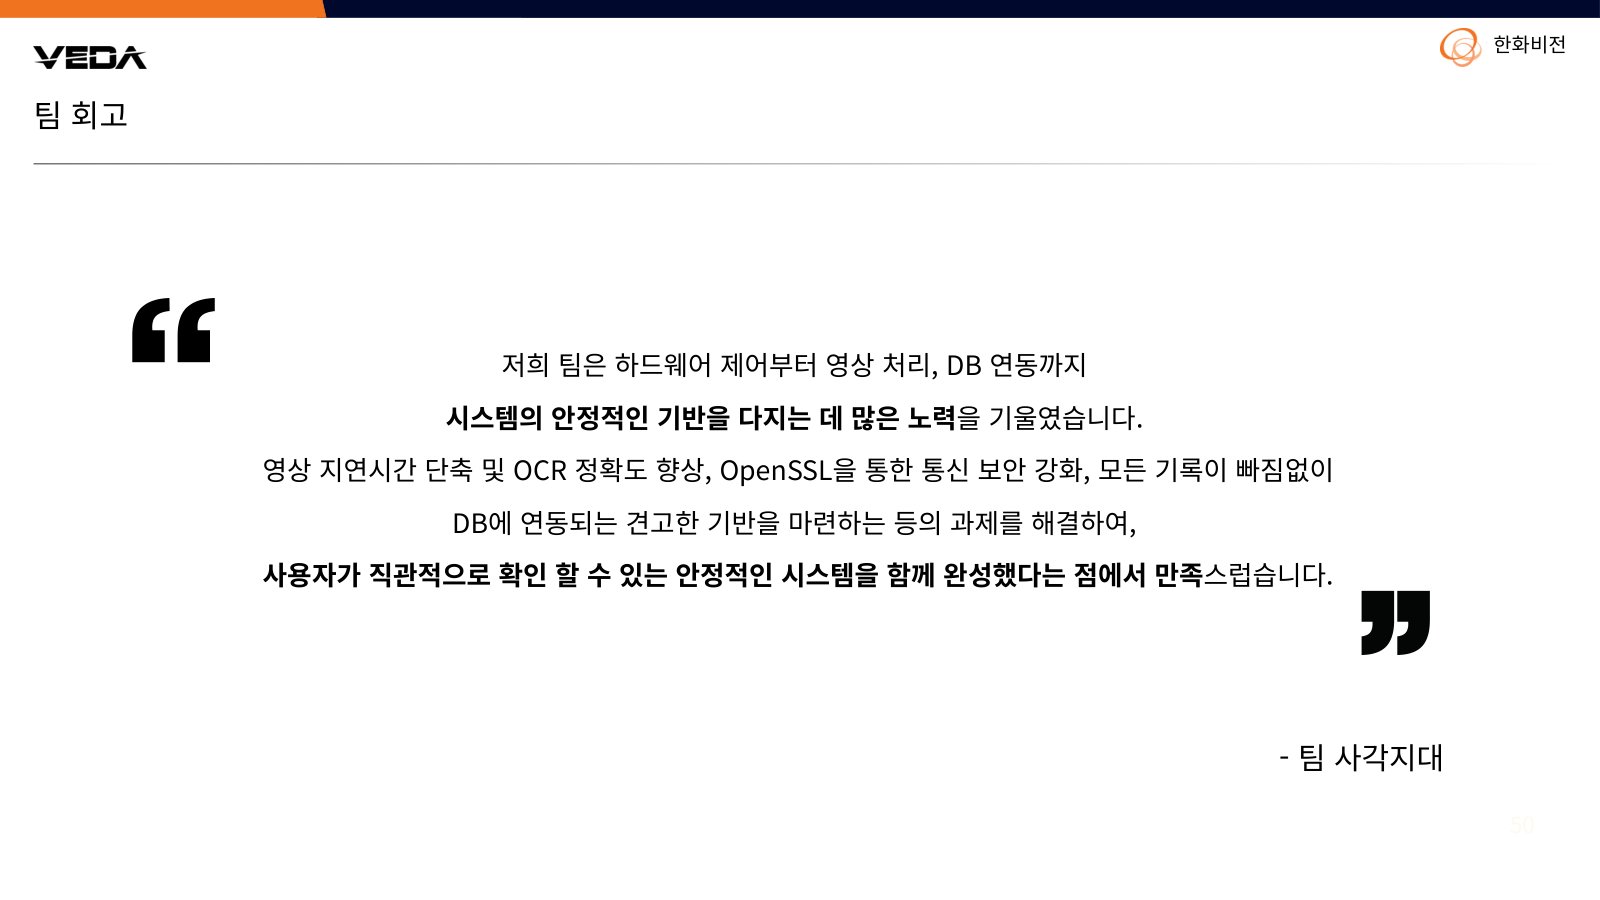 VEDA
한화비전
팀 회고
“
저희 팀은 하드웨어 제어부터 영상 처리, DB 연동까지
시스템의 안정적인 기반을 다지는 데 많은 노력을 기울였습니다.
영상 지연시간 단축 및 OCR 정확도 향상, OpenSSL을 통한 통신 보안 강화, 모든 기록이 빠짐없이
DB에 연동되는 견고한 기반을 마련하는 등의 과제를 해결하여,
사용자가 직관적으로 확인 할 수 있는 안정적인 시스템을 함께 완성했다는 점에서 만족스럽습니다.
”
- 팀 사각지대
50